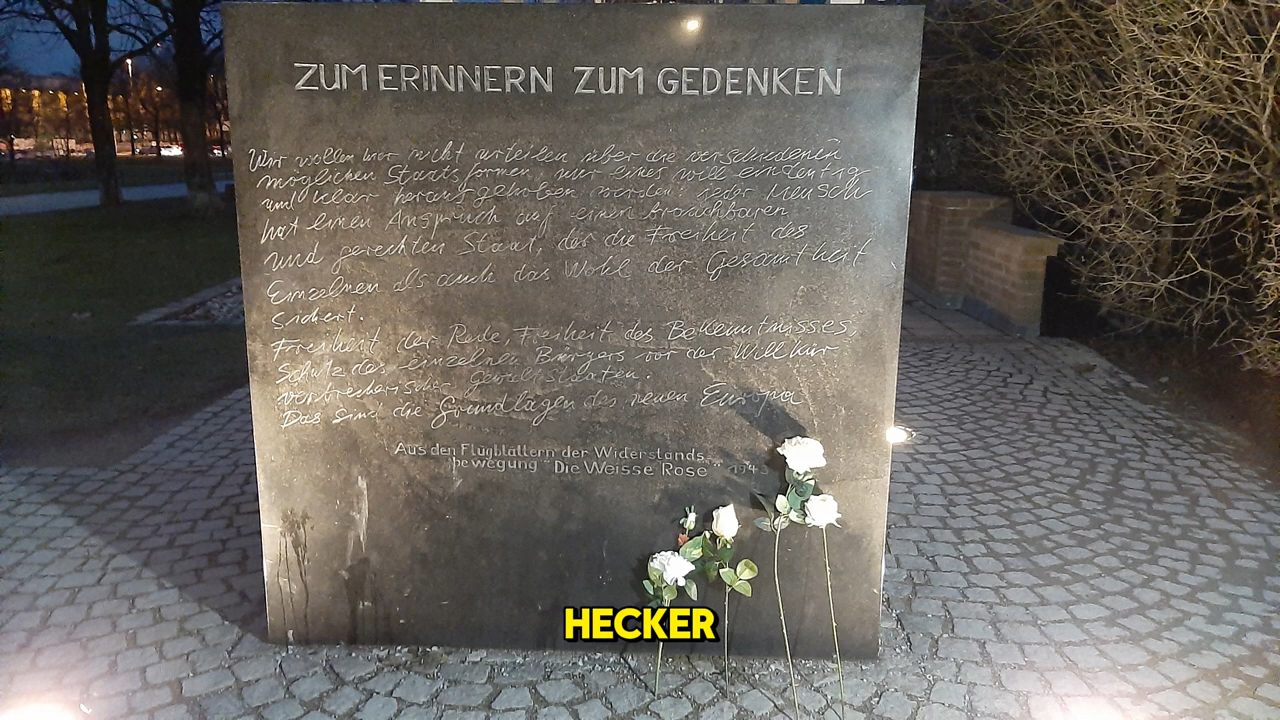 ZUM ERINNERN ZUM GEDENKEN
Wir wollen hier nicht urteilen über die verschiedenen
möglichen Staatsformen, nur eines will eindeutig
und klar herausgehoben werden: jeder Mensch
hat einen Anspruch auf einen brauchbaren
und gerechten Staat, der die Freiheit des
Einzelnen als auch das Wohl der Gesamtheit
sichert.
Freiheit der Rede, Freiheit des Bekenntnisses,
Schutz des einzelnen Bürgers vor der Willkür
verbrecherischer Gewaltstaaten.
Das sind die Grundlagen des neuen Europa
Aus den Flugblättern der Widerstands-
bewegung "Die Weisse Rose" 1943
HECKER